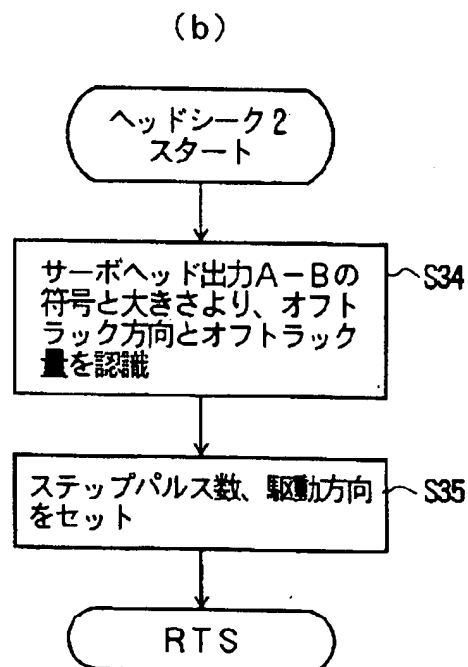 (b)
ヘッドシーク2
スタート
サーボヘッド出力A-Bの
符号と大きさより、オフト
ラック方向とオフトラック
量を認識
S34
ステップパルス数、駆動方向
をセット
S35
RTS